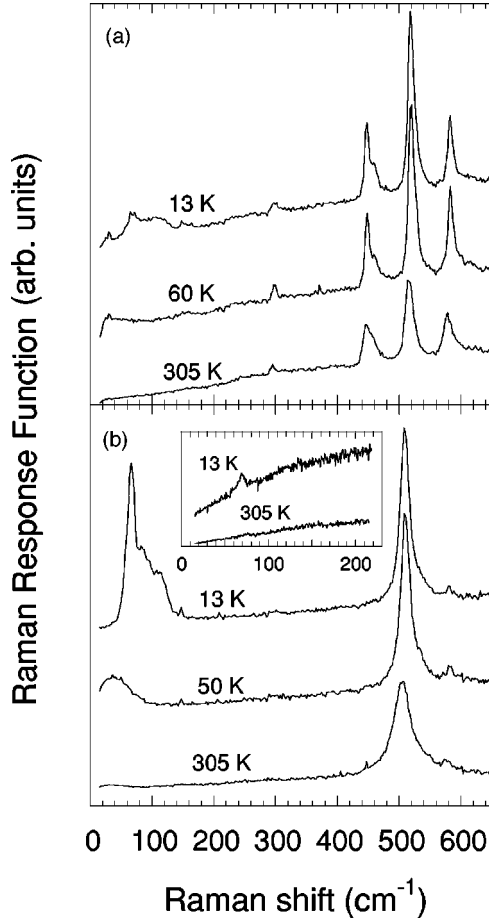 (a)
13 K
60 K
305 K
Raman Response Function (arb. units)
(b)
13 K
305 K
0 100 200
13 K
50 K
305 K
0 100 200 300 400 500 600
Raman shift (cm⁻¹)